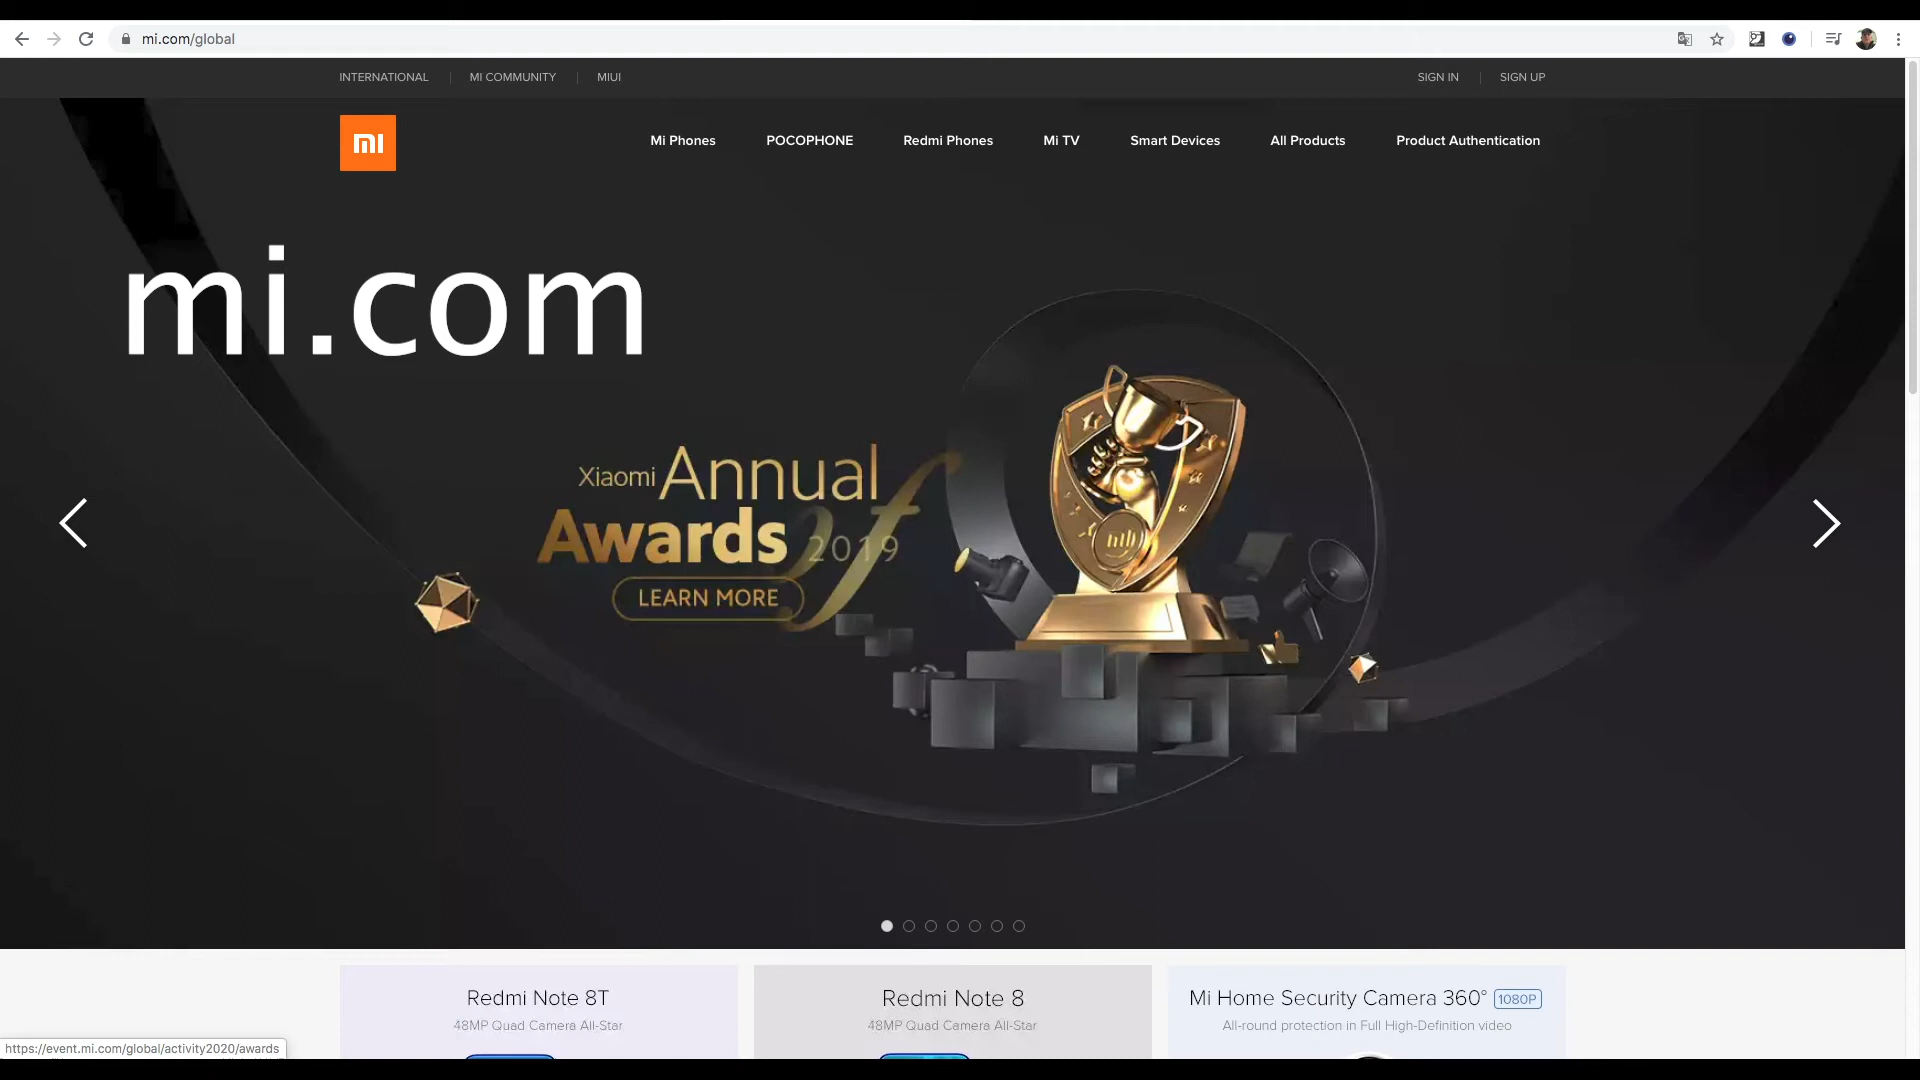 mi.com/global
INTERNATIONAL MI COMMUNITY MIUI SIGN IN SIGN UP
mi Mi Phones POCOPHONE Redmi Phones Mi TV Smart Devices All Products Product Authentication
mi.com
Xiaomi Annual
Awards 2019
LEARN MORE
Redmi Note 8T
48MP Quad Camera All-Star
Redmi Note 8
48MP Quad Camera All-Star
Mi Home Security Camera 360° 1080P
All-round protection in Full High-Definition video
https://event.mi.com/global/activity2020/awards